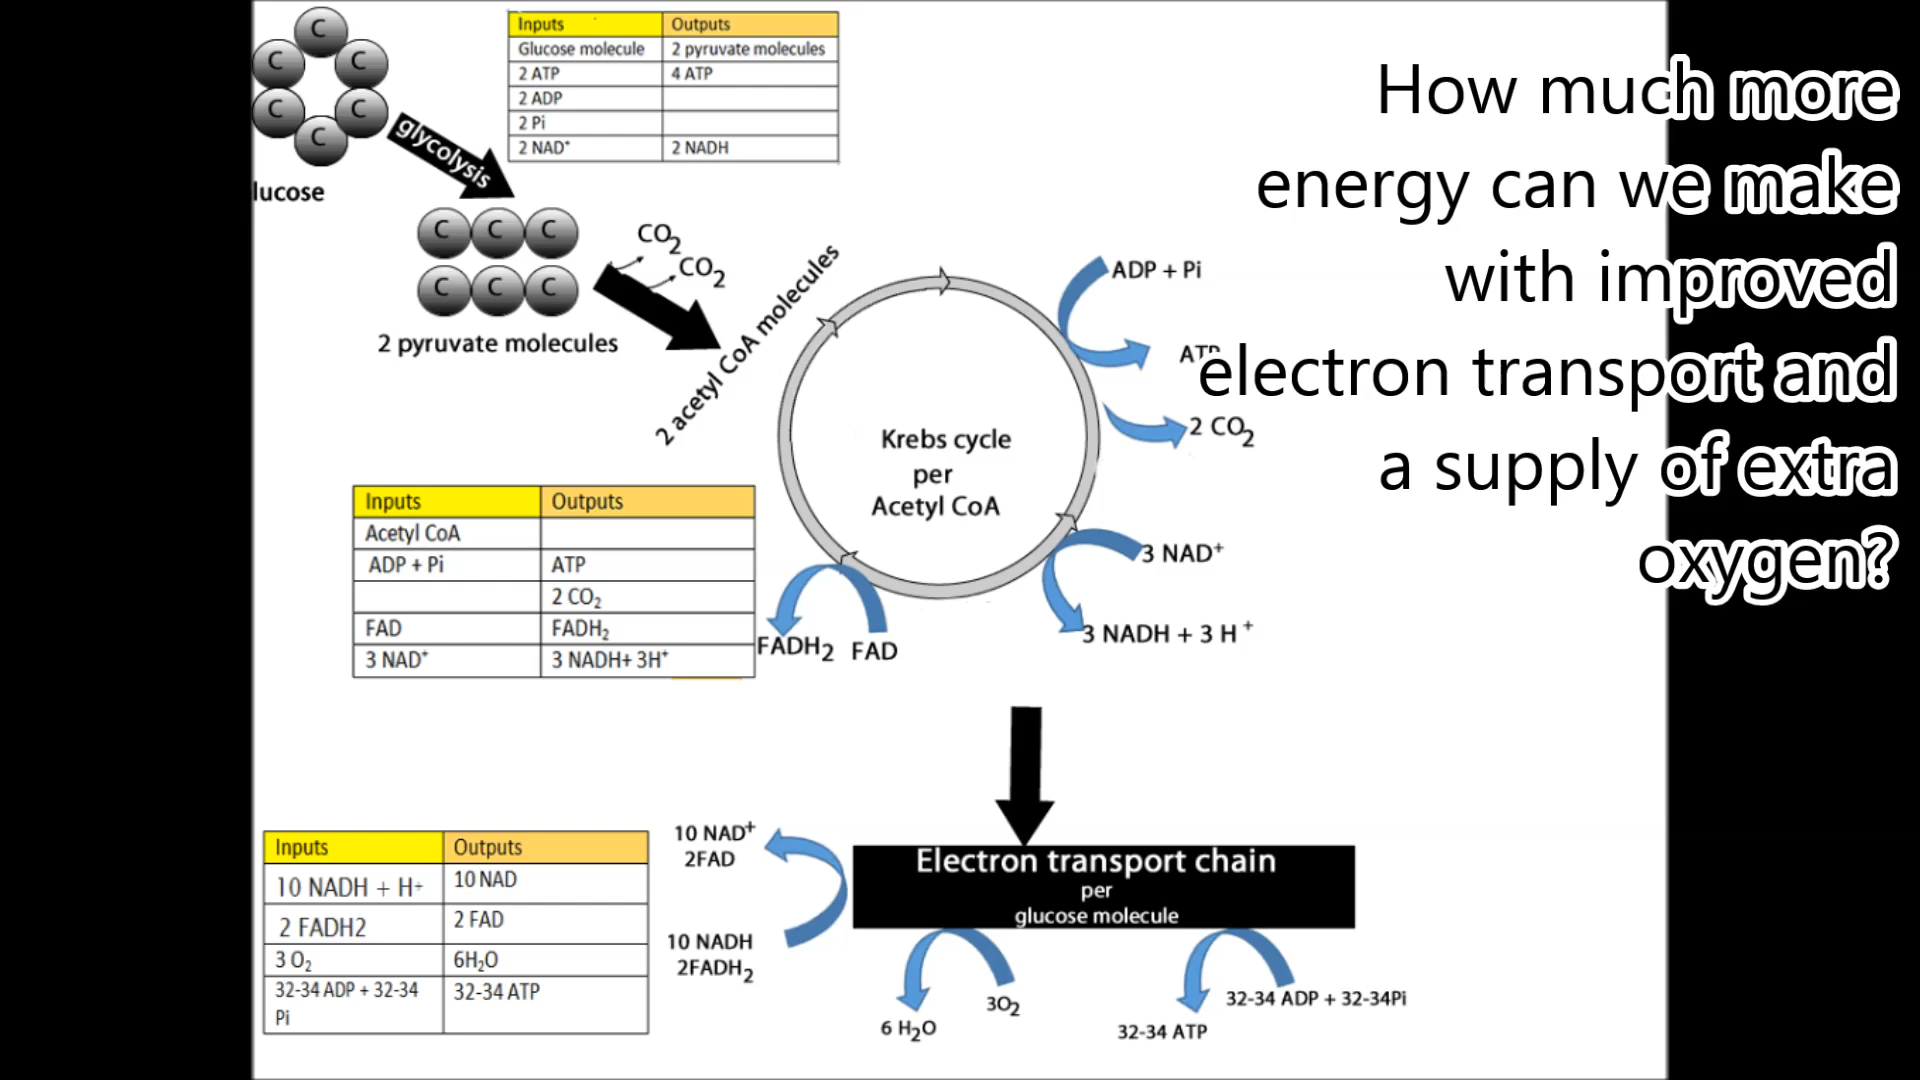 C
C C
C C
C
lucose
glycolysis
Inputs Outputs
Glucose molecule 2 pyruvate molecules
2 ATP 4 ATP
2 ADP
2 Pi
2 NAD⁺ 2 NADH
How much more
energy can we make
with improved
electron transport and
a supply of extra
oxygen?
C C C
C C C
2 pyruvate molecules
CO₂
CO₂
2 acetyl CoA molecules
ADP + Pi
ATP
2 CO₂
Krebs cycle
per
Acetyl CoA
3 NAD⁺
3 NADH + 3 H ⁺
FADH₂ FAD
Inputs Outputs
Acetyl CoA
ADP + Pi ATP
2 CO₂
FAD FADH₂
3 NAD⁺ 3 NADH+ 3H⁺
Inputs Outputs
10 NADH + H+ 10 NAD
2 FADH2 2 FAD
3 O₂ 6H₂O
32-34 ADP + 32-34 32-34 ATP
Pi
10 NAD⁺
2FAD
10 NADH
2FADH₂
Electron transport chain
per
glucose molecule
3O₂
6 H₂O
32-34 ADP + 32-34Pi
32-34 ATP